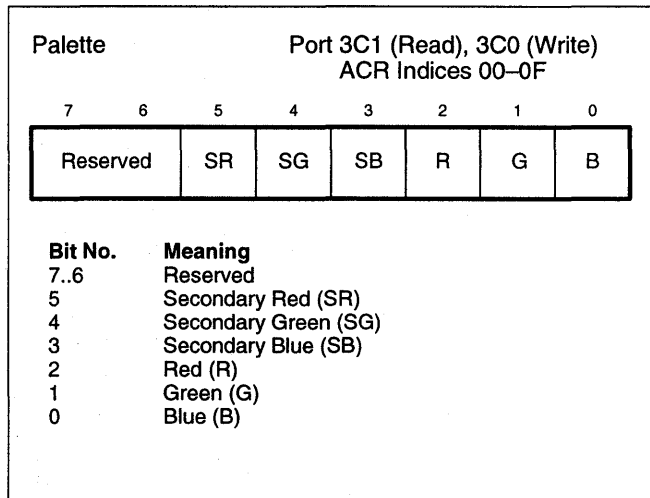 Palette Port 3C1 (Read), 3C0 (Write)
ACR Indices 00–0F
7 6 5 4 3 2 1 0
Reserved SR SG SB R G B
Bit No. Meaning
7..6 Reserved
5 Secondary Red (SR)
4 Secondary Green (SG)
3 Secondary Blue (SB)
2 Red (R)
1 Green (G)
0 Blue (B)